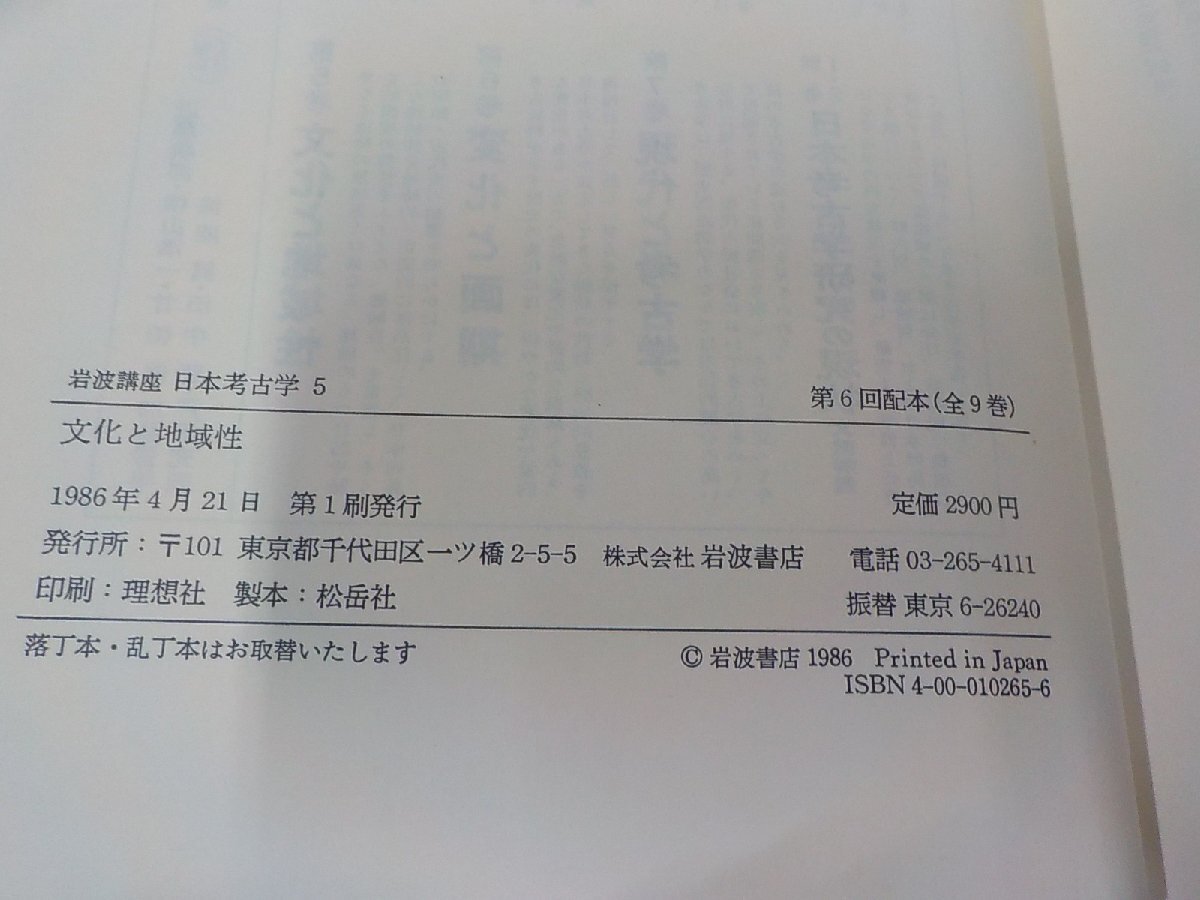 岩波講座 日本考古学 5
第6回配本(全9巻)
文化と地域性
1986年4月21日 第1刷発行
定価 2900円
発行所:〒101 東京都千代田区一ツ橋2-5-5 株式会社 岩波書店 電話 03-265-4111
印刷:理想社 製本:松岳社
振替 東京 6-26240
落丁本・乱丁本はお取替いたします
© 岩波書店 1986 Printed in Japan
ISBN 4-00-010265-6